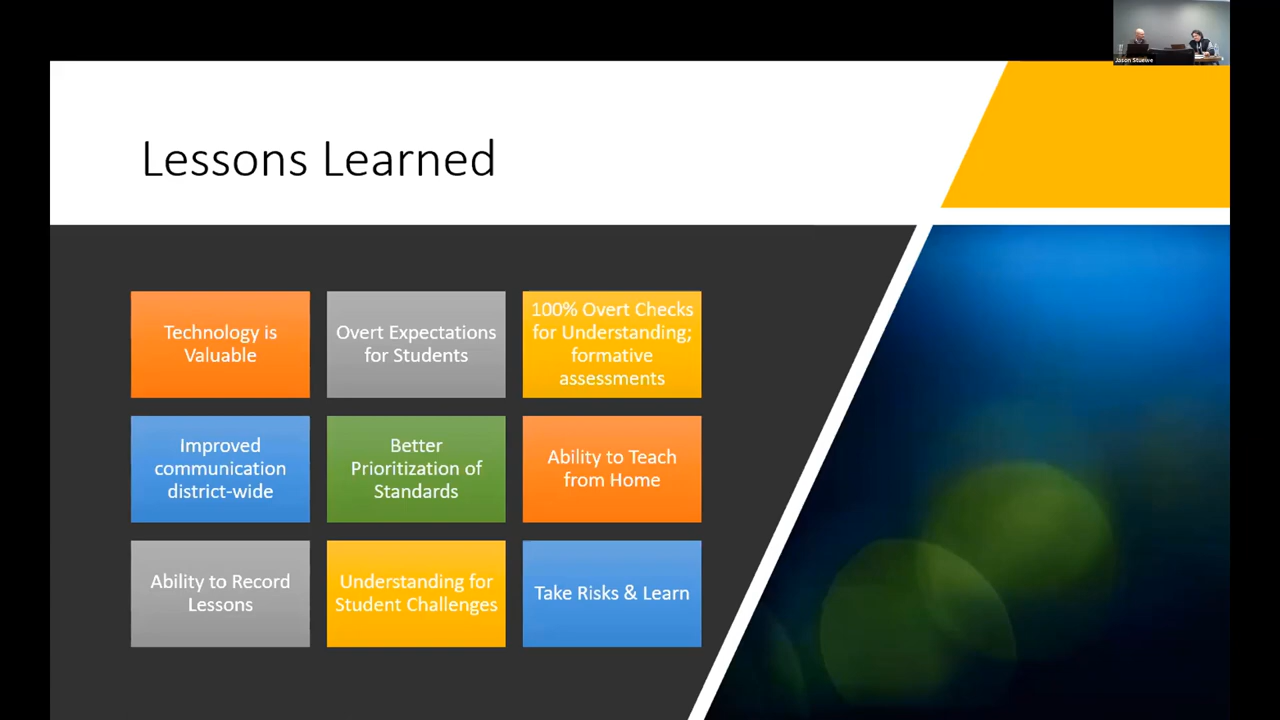 Jason Stuewe
Lessons Learned
Technology is
Valuable
Overt Expectations
for Students
100% Overt Checks
for Understanding;
formative
assessments
Improved
communication
district-wide
Better
Prioritization of
Standards
Ability to Teach
from Home
Ability to Record
Lessons
Understanding for
Student Challenges
Take Risks & Learn